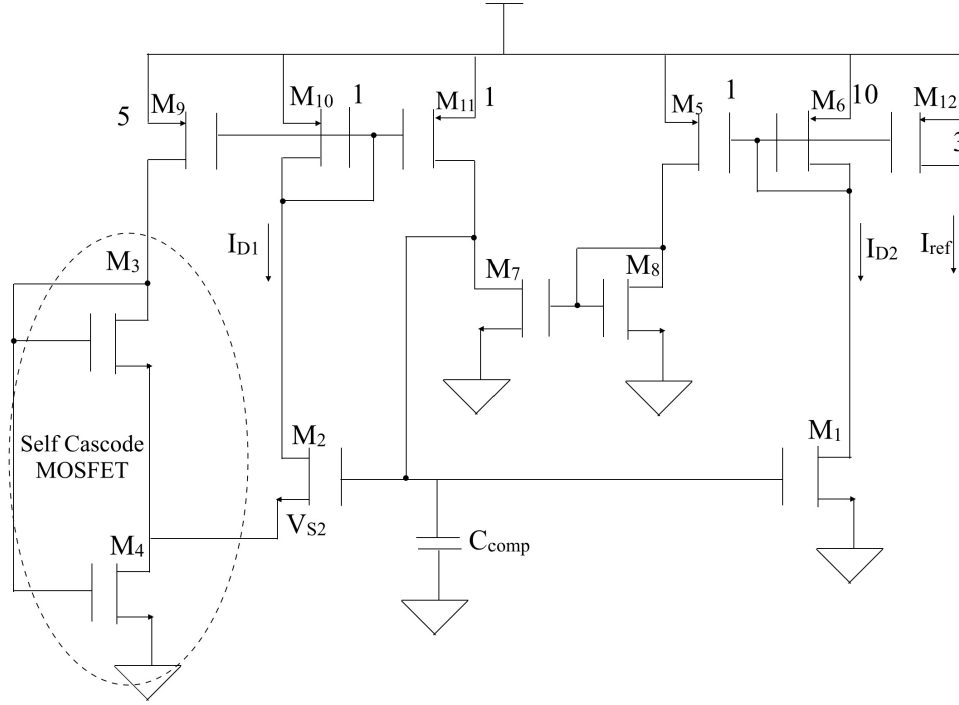 5
M9
M10
1
M11
1
M5
1
M6
10
M12
3
ID1
M3
M7
M8
ID2
Iref
Self Cascode
MOSFET
M2
M1
VS2
M4
Ccomp